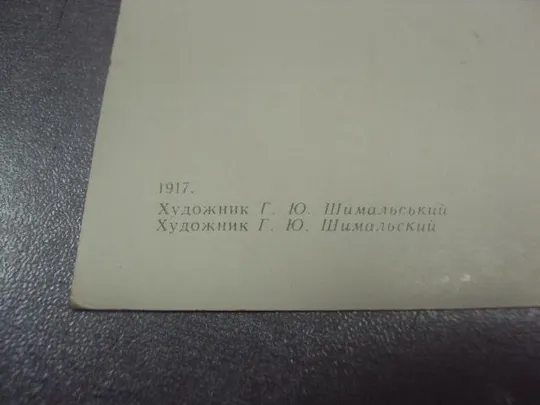 1917.
Художник Г. Ю. Шимальський
Художник Г. Ю. Шимальский